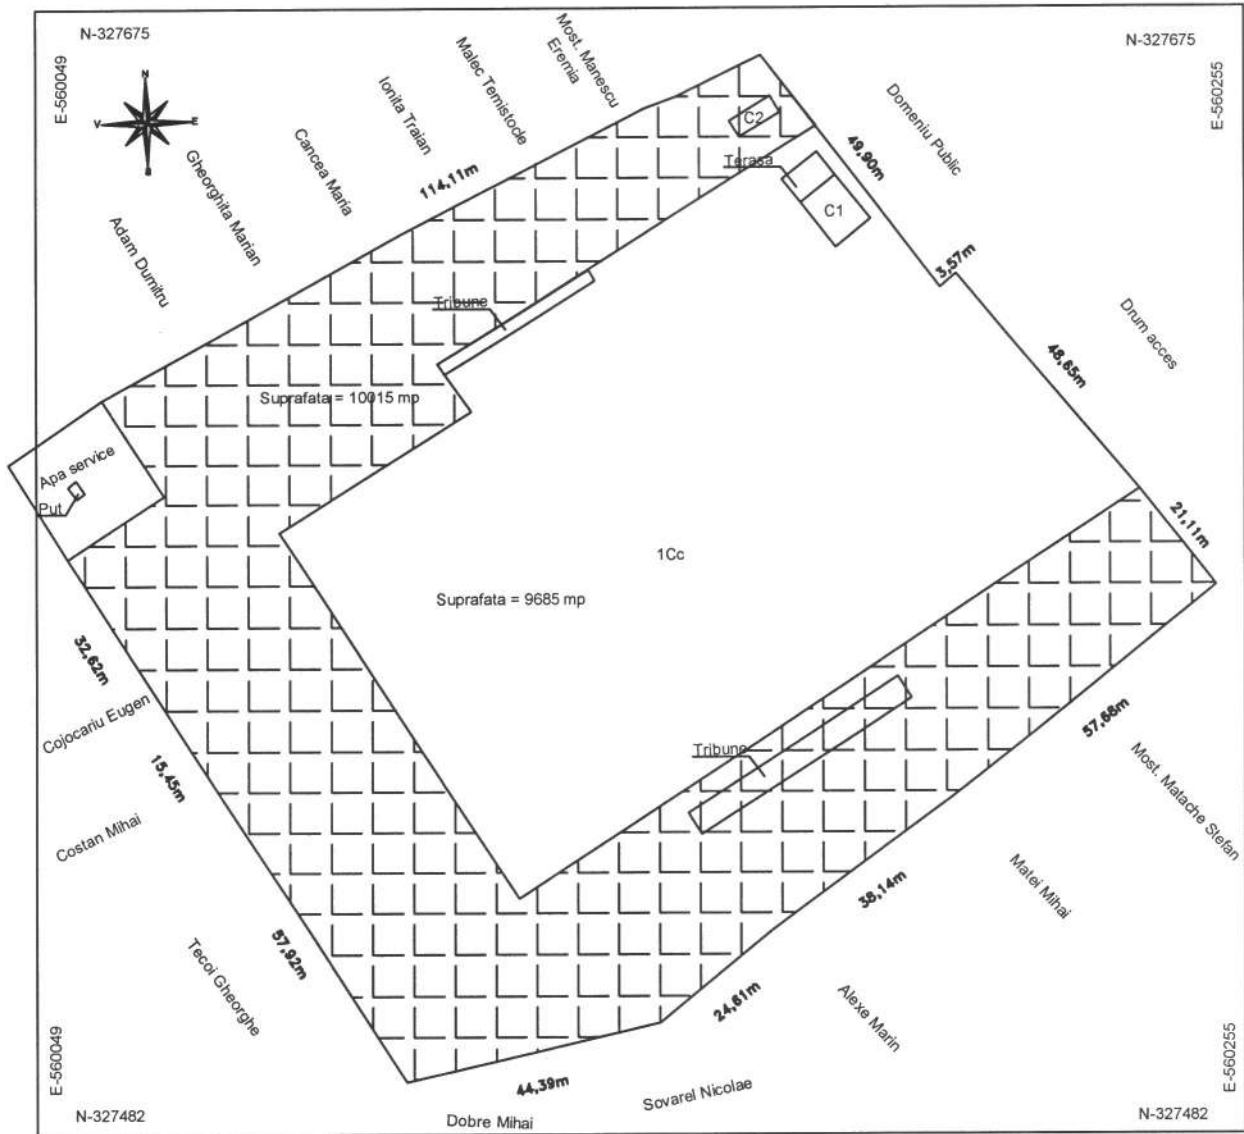 N-327675
N-327675
E-560049
E-560255
N
V
E
S
Most. Manescu
Eremia
Malec Temistocle
Ionita Traian
Cancea Maria
Gheorghita Marian
Adam Dumitru
114,11m
C2
Terasa
C1
49,90m
Domeniu Public
3,57m
Drum acces
48,65m
Tribune
Suprafata = 10015 mp
Apa service
Put
21,11m
1Cc
Suprafata = 9685 mp
32,62m
Cojocariu Eugen
15,45m
Costan Mihai
Tribune
57,68m
Most. Matache Stefan
Matei Mihai
38,14m
57,92m
Tecoi Gheorghe
24,61m
Alexe Marin
44,39m
Sovarel Nicolae
Dobre Mihai
E-560049
E-560255
N-327482
N-327482